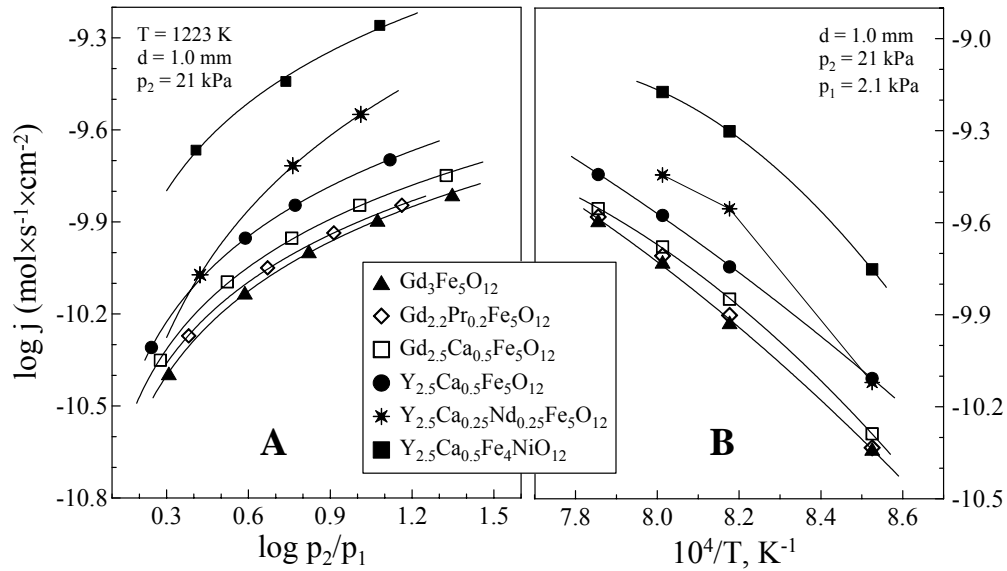 T = 1223 K
d = 1.0 mm
p₂ = 21 kPa
-9.3
-9.6
-9.9
-10.2
-10.5
-10.8
log j (mol×s⁻¹×cm⁻²)
0.3 0.6 0.9 1.2 1.5
log p₂/p₁
A
Gd₃Fe₅O₁₂
Gd₂.₂Pr₀.₂Fe₅O₁₂
Gd₂.₅Ca₀.₅Fe₅O₁₂
Y₂.₅Ca₀.₅Fe₅O₁₂
Y₂.₅Ca₀.₂₅Nd₀.₂₅Fe₅O₁₂
Y₂.₅Ca₀.₅Fe₄NiO₁₂
d = 1.0 mm
p₂ = 21 kPa
p₁ = 2.1 kPa
B
-9.0
-9.3
-9.6
-9.9
-10.2
-10.5
7.8 8.0 8.2 8.4 8.6
10⁴/T, K⁻¹